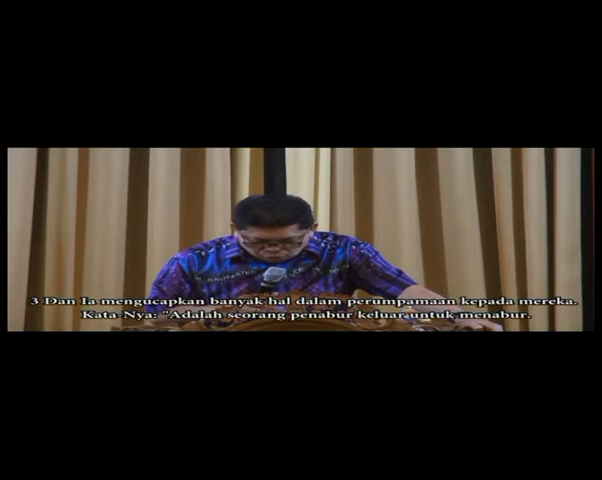 3 Dan Ia mengucapkan banyak hal dalam perumpamaan kepada mereka.
Kata-Nya: "Adalah seorang penabur keluar untuk menabur.